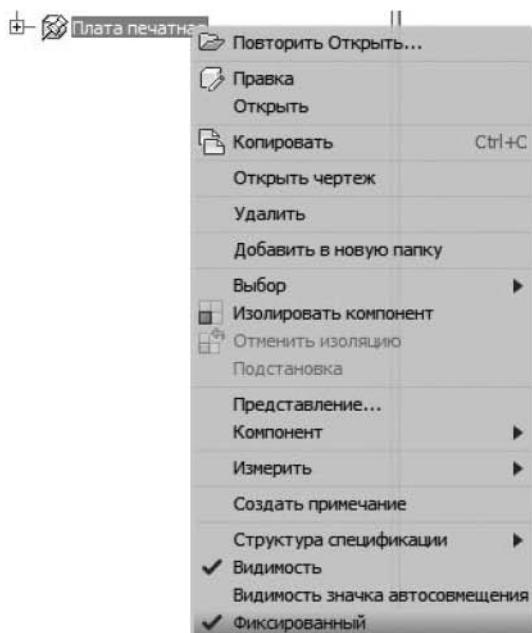 Плата печатная
Повторить Открыть...
Правка
Открыть
Копировать Ctrl+C
Открыть чертеж
Удалить
Добавить в новую папку
Выбор
Изолировать компонент
Отменить изоляцию
Подстановка
Представление...
Компонент
Измерить
Создать примечание
Структура спецификации
Видимость
Видимость значка автосовмещения
Фиксированный